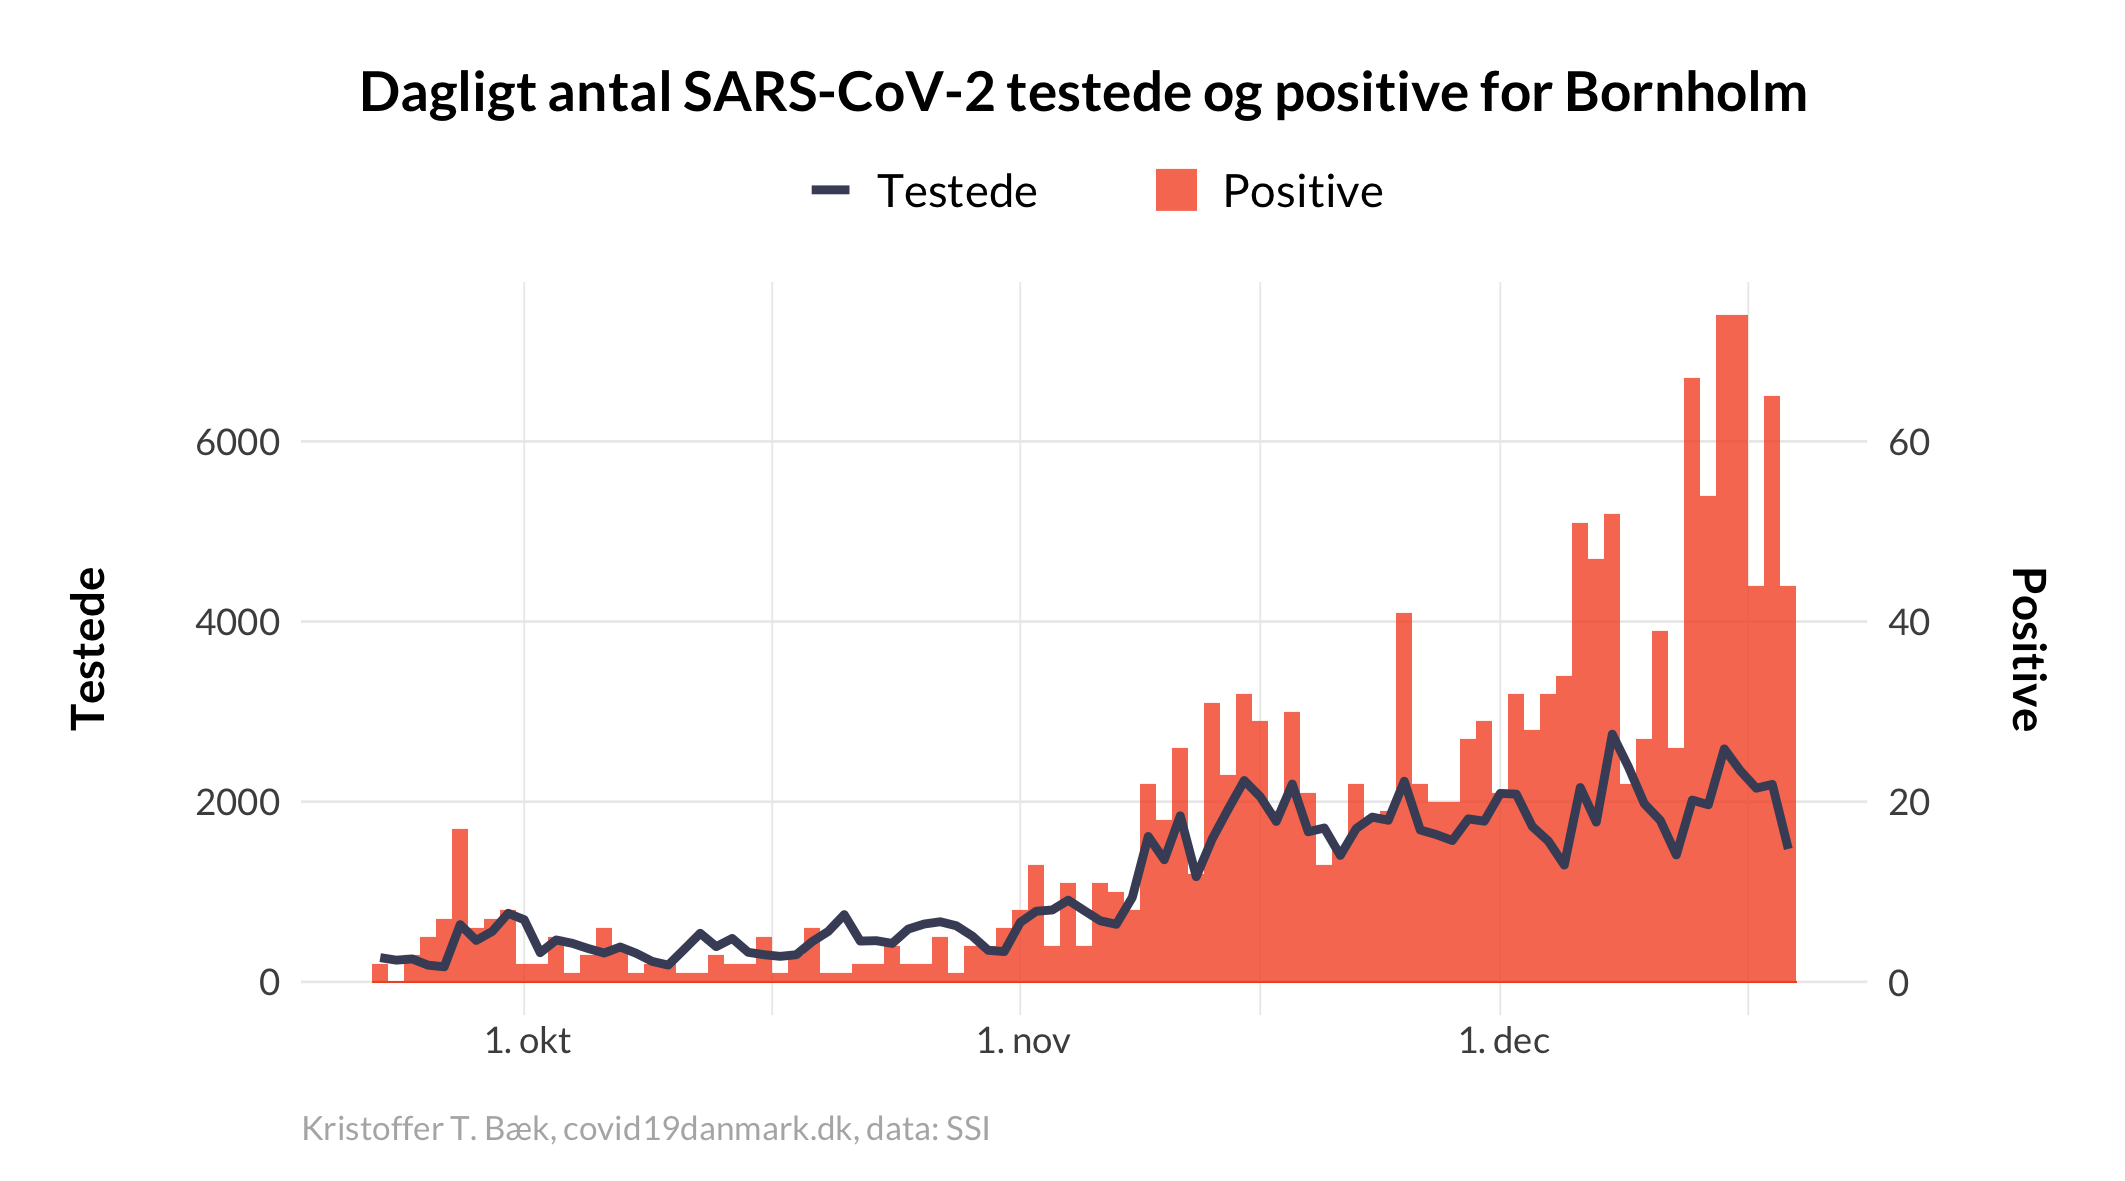 Dagligt antal SARS-CoV-2 testede og positive for Bornholm
Testede Positive
Testede
6000
4000
2000
0
60
40
20
0
Positive
1. okt 1. nov 1. dec
Kristoffer T. Bæk, covid19danmark.dk, data: SSI